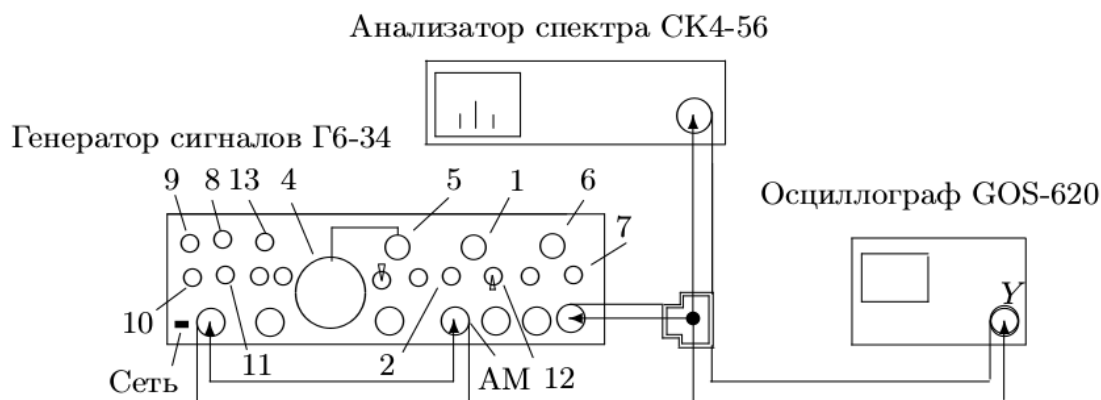 Анализатор спектра СК4-56
Генератор сигналов Г6-34
9 8 13 4 5 1 6
Осциллограф GOS-620
7
Y
10 11 2 АМ 12
Сеть